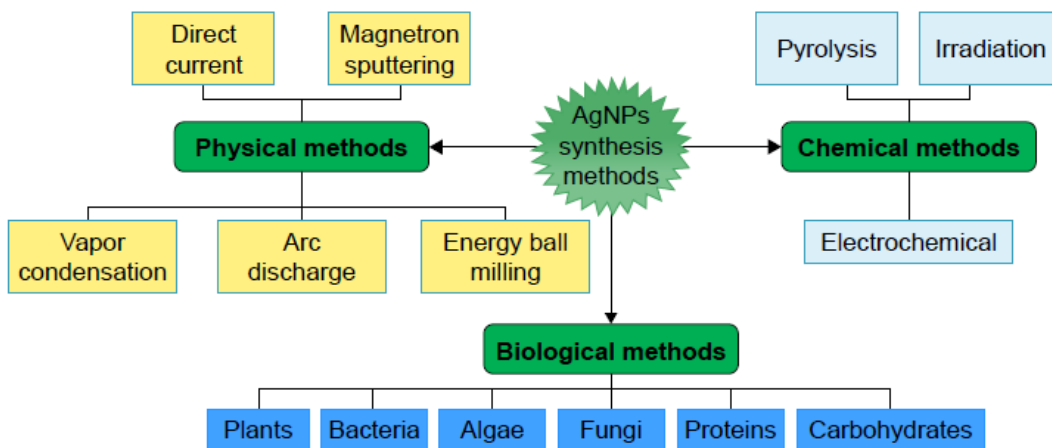 Direct
current
Magnetron
sputtering
Pyrolysis
Irradiation
AgNPs
synthesis
methods
Physical methods
Chemical methods
Vapor
condensation
Arc
discharge
Energy ball
milling
Electrochemical
Biological methods
Plants
Bacteria
Algae
Fungi
Proteins
Carbohydrates